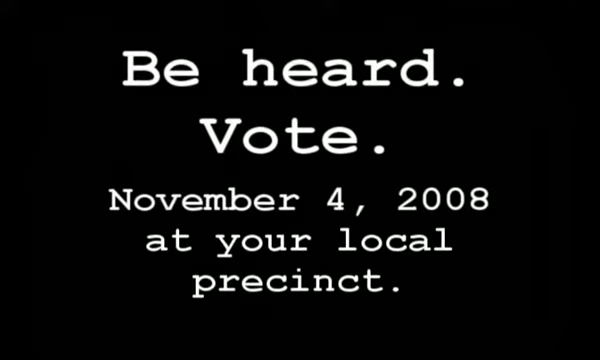 Be heard.
Vote.
November 4, 2008
at your local
precinct.